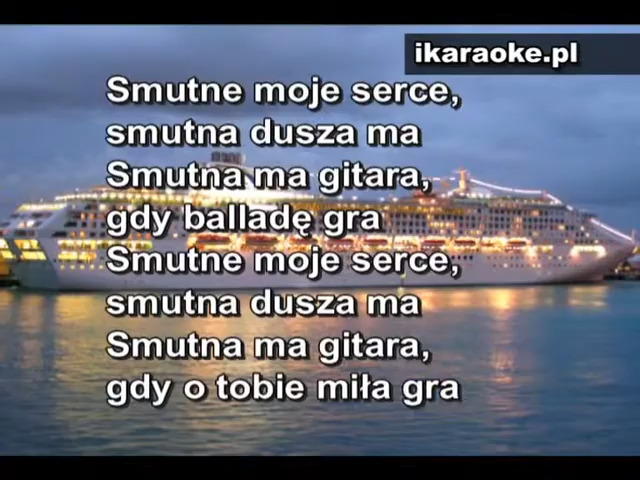 ikaraoke.pl
Smutne moje serce,
smutna dusza ma
Smutna ma gitara,
gdy balladę gra
Smutne moje serce,
smutna dusza ma
Smutna ma gitara,
gdy o tobie miła gra